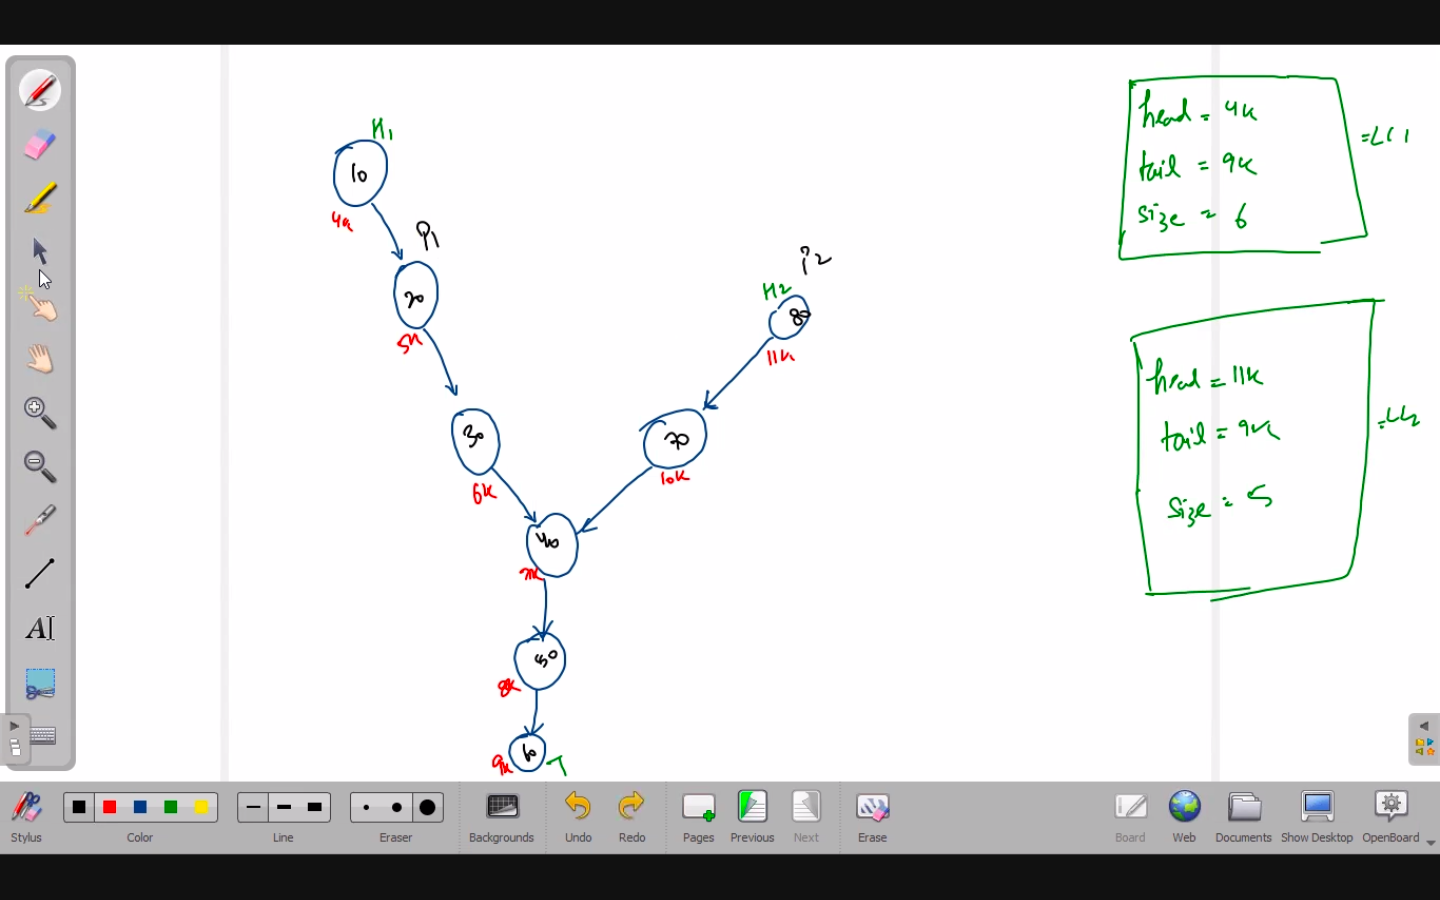 H1
10
4k
P1
20
5k
30
6k
i2
H2
80
11k
70
10k
40
7k
50
8k
60
9k T
head = 4k
tail = 9k
size = 6
=LL1
head = 11k
tail = 9k
size = 5
=LL2
AI
Stylus
Color
Line
Eraser
Backgrounds
Undo
Redo
Pages
Previous
Next
Erase
Board
Web
Documents
Show Desktop
OpenBoard